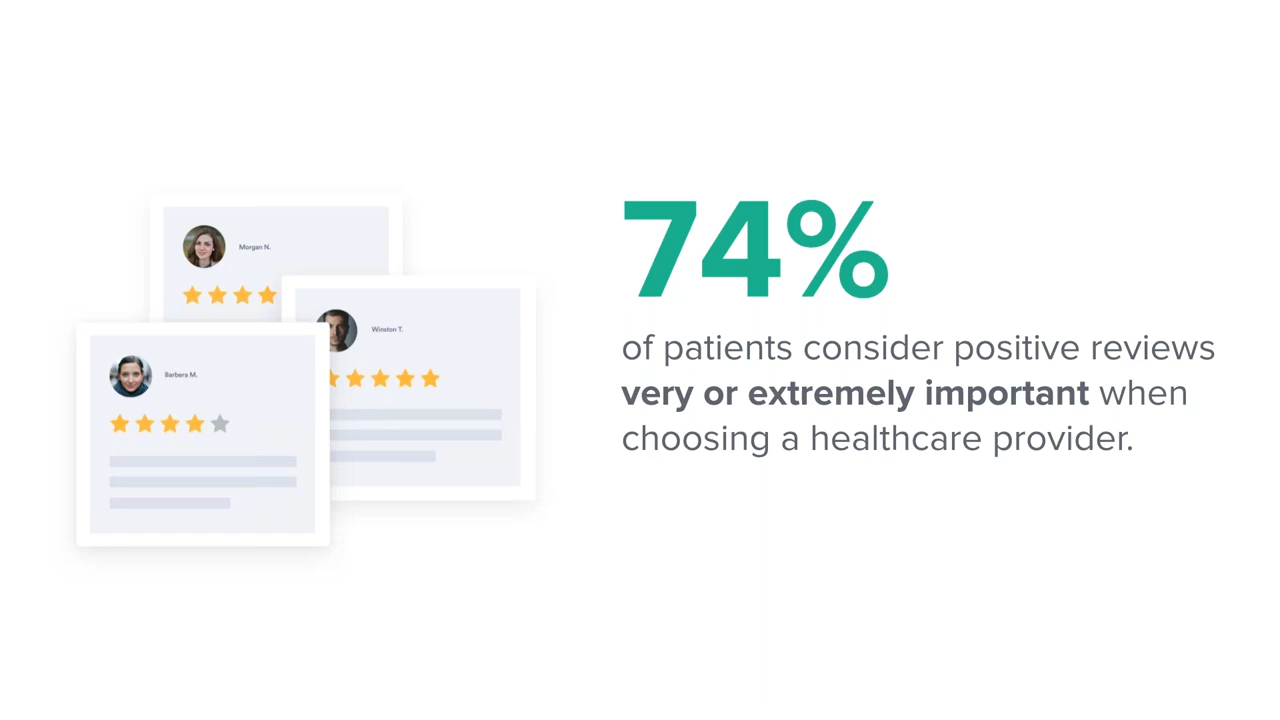 Morgan N.
Winston T.
Barbera M.
74%
of patients consider positive reviews
very or extremely important when
choosing a healthcare provider.